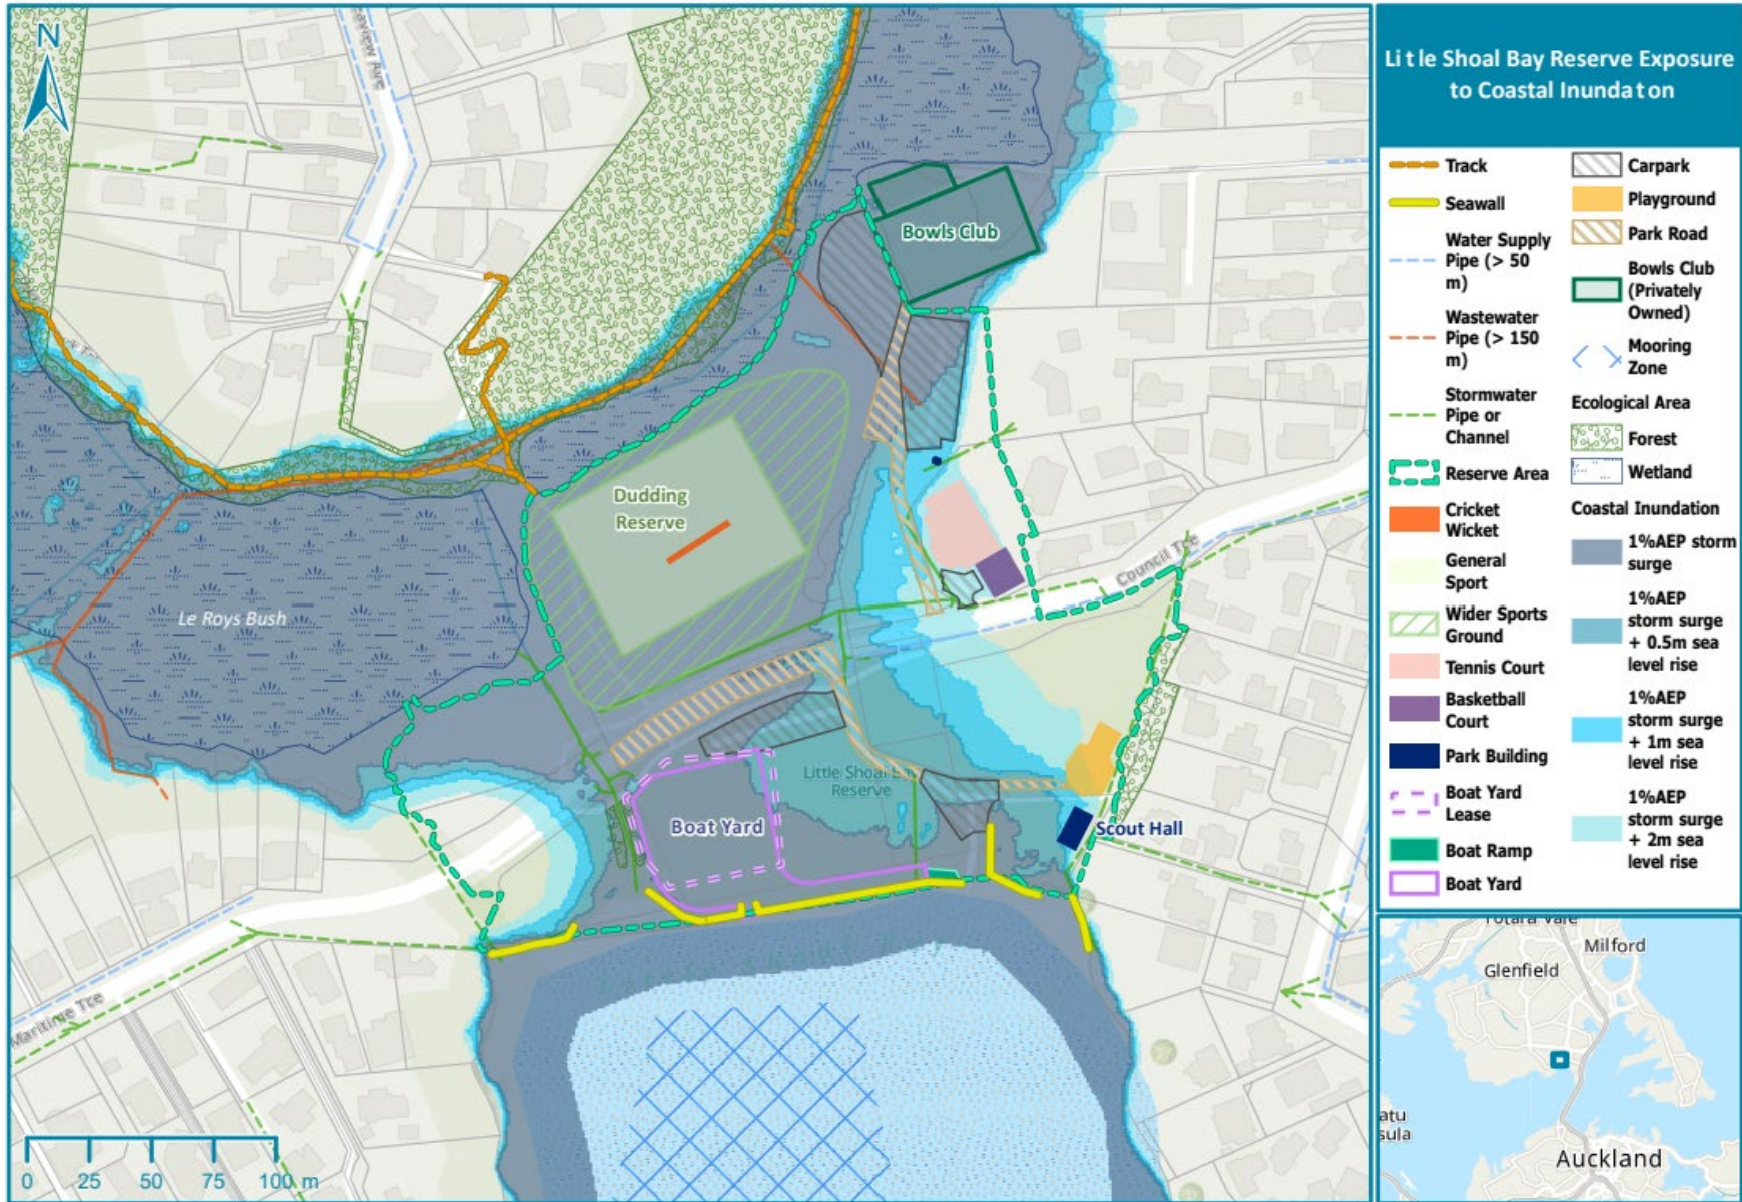 Li t le Shoal Bay Reserve Exposure
to Coastal Inunda t on
N
Bowls Club
Dudding
Reserve
Council Tce
Le Roys Bush
Little Shoal Bay
Reserve
Boat Yard
Scout Hall
Maritime Tce
0 25 50 75 100 m
Track
Seawall
Water Supply
Pipe (> 50
m)
Wastewater
Pipe (> 150
m)
Stormwater
Pipe or
Channel
Reserve Area
Cricket
Wicket
General
Sport
Wider Sports
Ground
Tennis Court
Basketball
Court
Park Building
Boat Yard
Lease
Boat Ramp
Boat Yard
Carpark
Playground
Park Road
Bowls Club
(Privately
Owned)
Mooring
Zone
Ecological Area
Forest
Wetland
Coastal Inundation
1%AEP storm
surge
1%AEP
storm surge
+ 0.5m sea
level rise
1%AEP
storm surge
+ 1m sea
level rise
1%AEP
storm surge
+ 2m sea
level rise
Totara Vale
Milford
Glenfield
atu
sula
Auckland